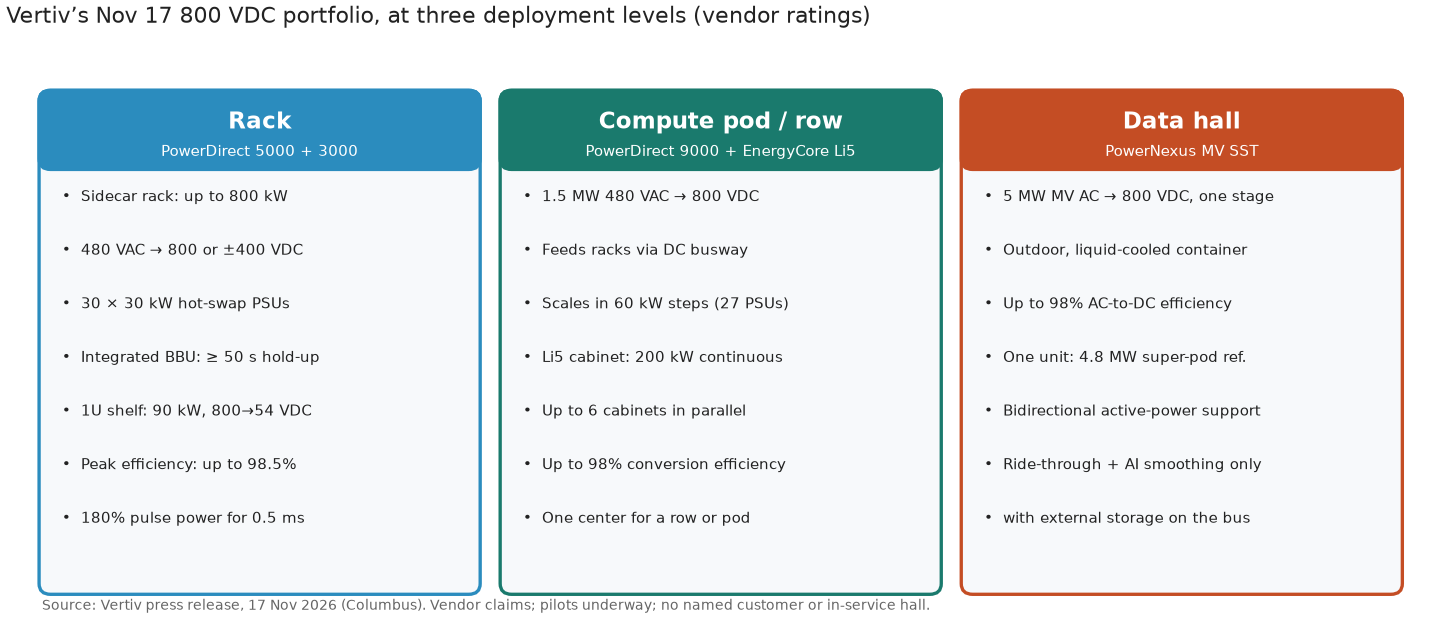 Vertiv’s Nov 17 800 VDC portfolio, at three deployment levels (vendor ratings)
Rack
PowerDirect 5000 + 3000
• Sidecar rack: up to 800 kW
• 480 VAC → 800 or ±400 VDC
• 30 × 30 kW hot-swap PSUs
• Integrated BBU: ≥ 50 s hold-up
• 1U shelf: 90 kW, 800→54 VDC
• Peak efficiency: up to 98.5%
• 180% pulse power for 0.5 ms
Compute pod / row
PowerDirect 9000 + EnergyCore Li5
• 1.5 MW 480 VAC → 800 VDC
• Feeds racks via DC busway
• Scales in 60 kW steps (27 PSUs)
• Li5 cabinet: 200 kW continuous
• Up to 6 cabinets in parallel
• Up to 98% conversion efficiency
• One center for a row or pod
Data hall
PowerNexus MV SST
• 5 MW MV AC → 800 VDC, one stage
• Outdoor, liquid-cooled container
• Up to 98% AC-to-DC efficiency
• One unit: 4.8 MW super-pod ref.
• Bidirectional active-power support
• Ride-through + AI smoothing only
• with external storage on the bus
Source: Vertiv press release, 17 Nov 2026 (Columbus). Vendor claims; pilots underway; no named customer or in-service hall.